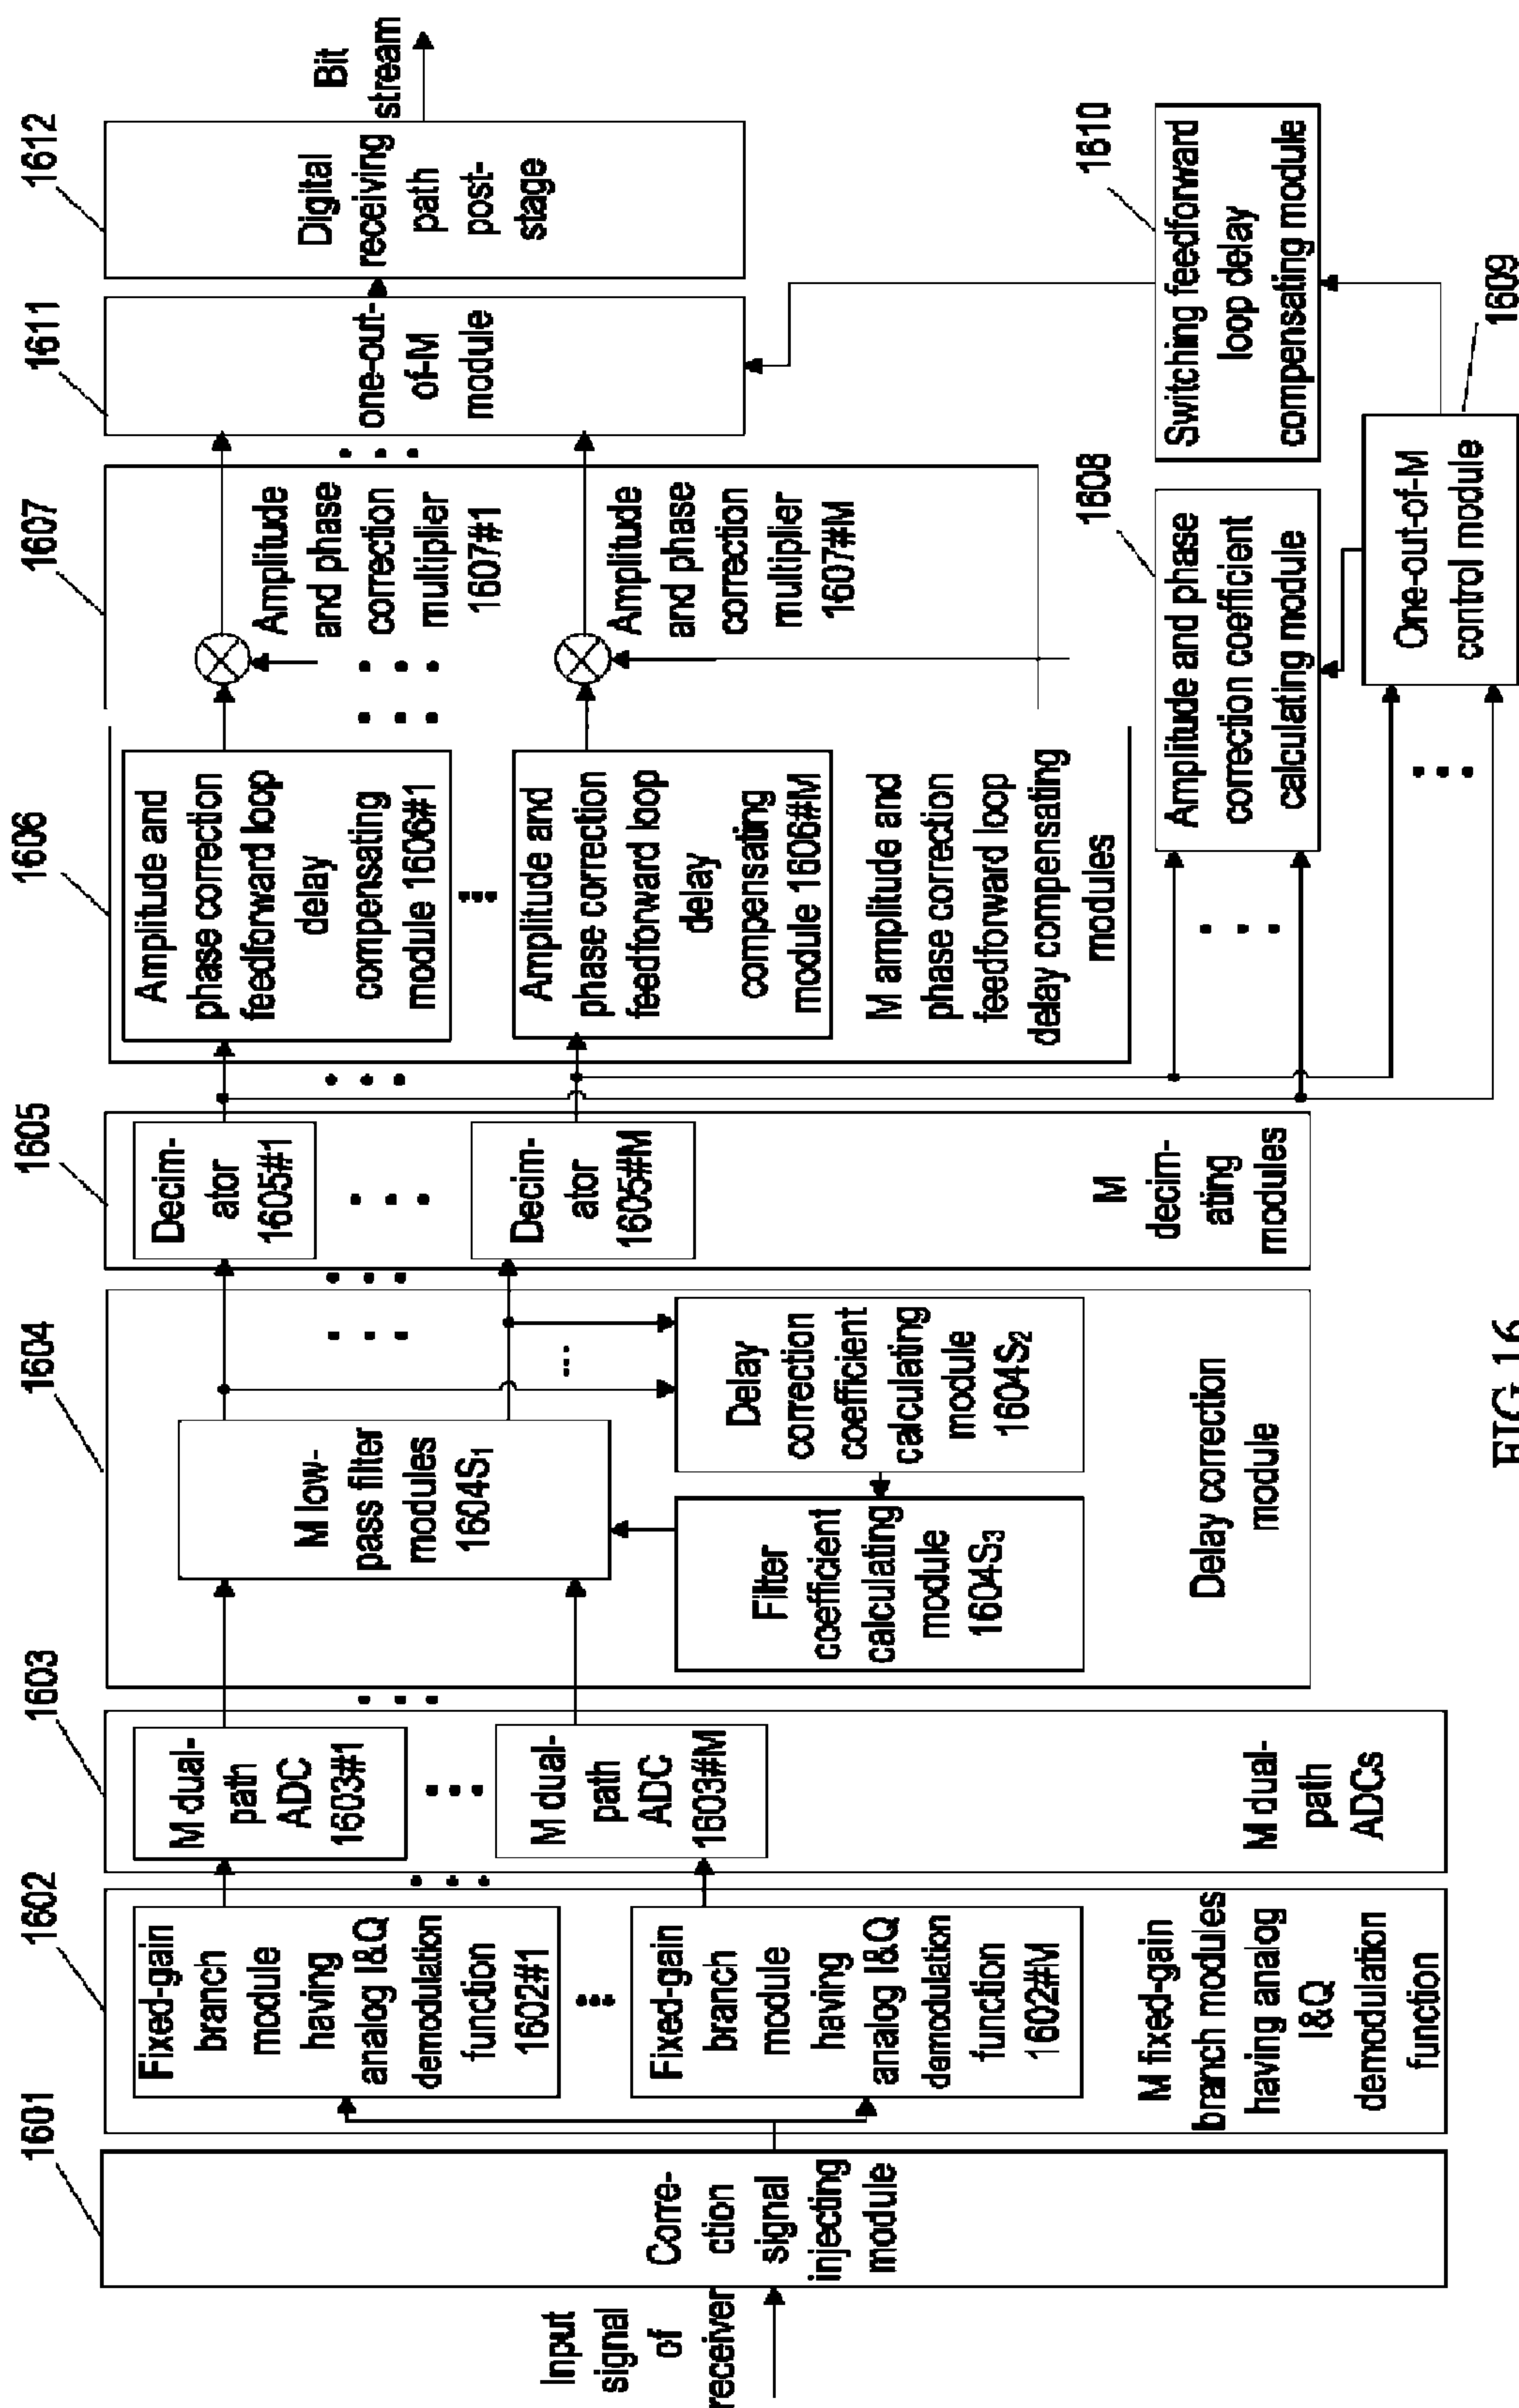 1601
1602
1603
1604
1605
1606
1607
1611
1612
Input
signal
of
receiver
Corre-
ction
signal
injecting
module
Fixed-gain
branch
module
having
analog I&Q
demodulation
function
1602#1
Fixed-gain
branch
module
having
analog I&Q
demodulation
function
1602#M
M fixed-gain
branch modules
having analog
I&Q
demodulation
function
M dual-
path
ADC
1603#1
M dual-
path
ADC
1603#M
M dual-
path
ADCs
M low-
pass filter
modules
1604S1
Filter
coefficient
calculating
module
1604S3
Delay
correction
coefficient
calculating
module
1604S2
Delay correction
module
Decim-
ator
1605#1
Decim-
ator
1605#M
M
decim-
ating
modules
Amplitude and
phase correction
feedforward loop
delay
compensating
module 1606#1
Amplitude and
phase correction
feedforward loop
delay
compensating
module 1606#M
M amplitude and
phase correction
feedforward loop
delay compensating
modules
Amplitude
and phase
correction
multiplier
1607#1
Amplitude
and phase
correction
multiplier
1607#M
one-out-
of-M
module
Digital
receiving
path
post-
stage
Bit
stream
1608
Amplitude and phase
correction coefficient
calculating module
1610
Switching feedforward
loop delay
compensating module
One-out-of-M
control module
1609
FIG 16